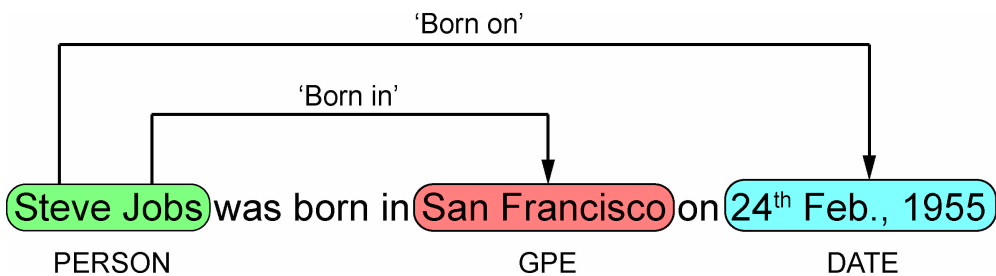 ‘Born on’
‘Born in’
Steve Jobs was born in San Francisco on 24th Feb., 1955
PERSON GPE DATE